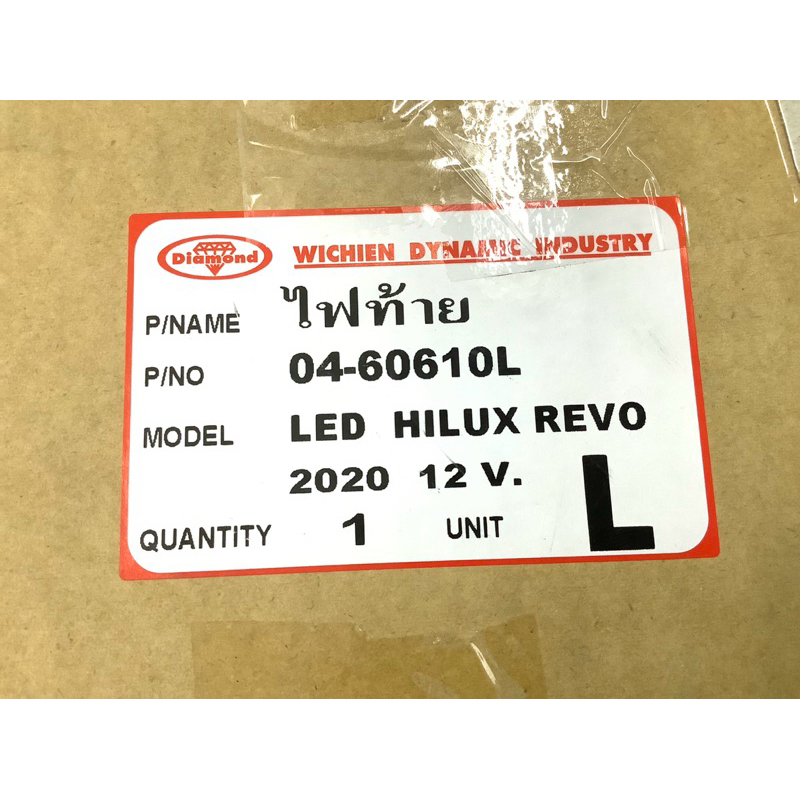 Diamond WICHIEN DYNAMIC INDUSTRY
P/NAME ไฟท้าย
P/NO 04-60610L
MODEL LED HILUX REVO
2020 12 V.
QUANTITY 1 UNIT L